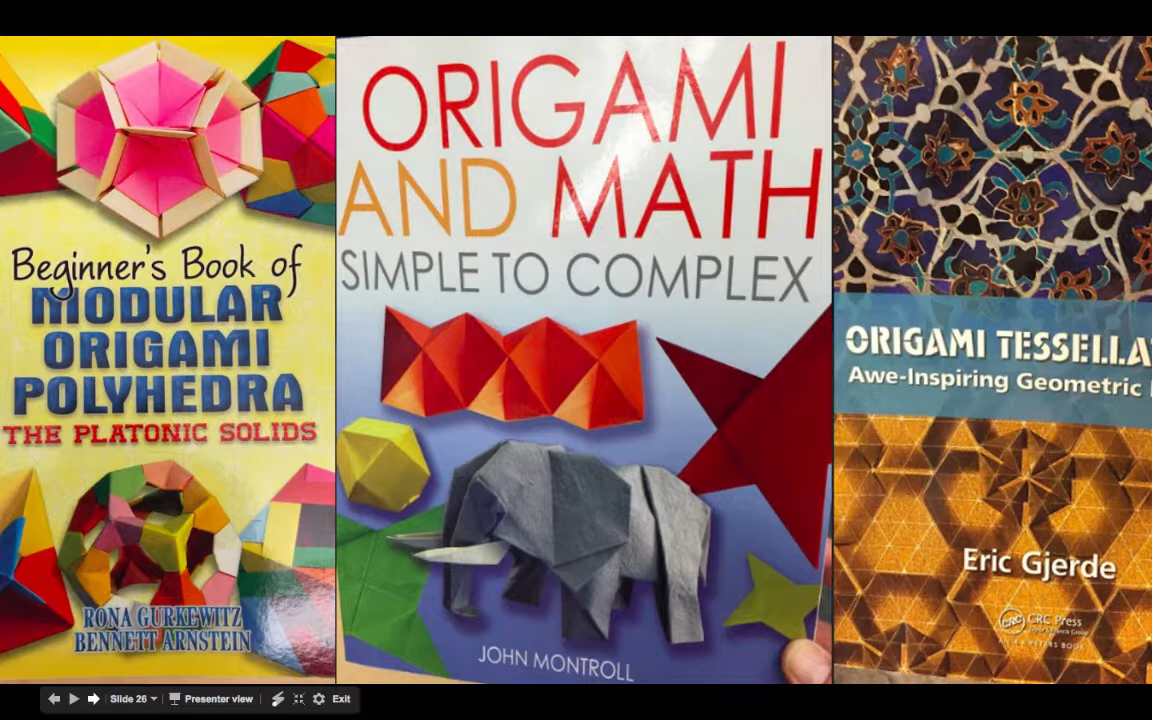 Beginner's Book of
MODULAR
ORIGAMI
POLYHEDRA
THE PLATONIC SOLIDS
RONA GURKEWITZ
BENNETT ARNSTEIN
ORIGAMI
AND MATH
SIMPLE TO COMPLEX
JOHN MONTROLL
ORIGAMI TESSELLA
Awe-Inspiring Geometric
Eric Gjerde
CRC
CRC Press
Slide 26
Presenter view
Exit